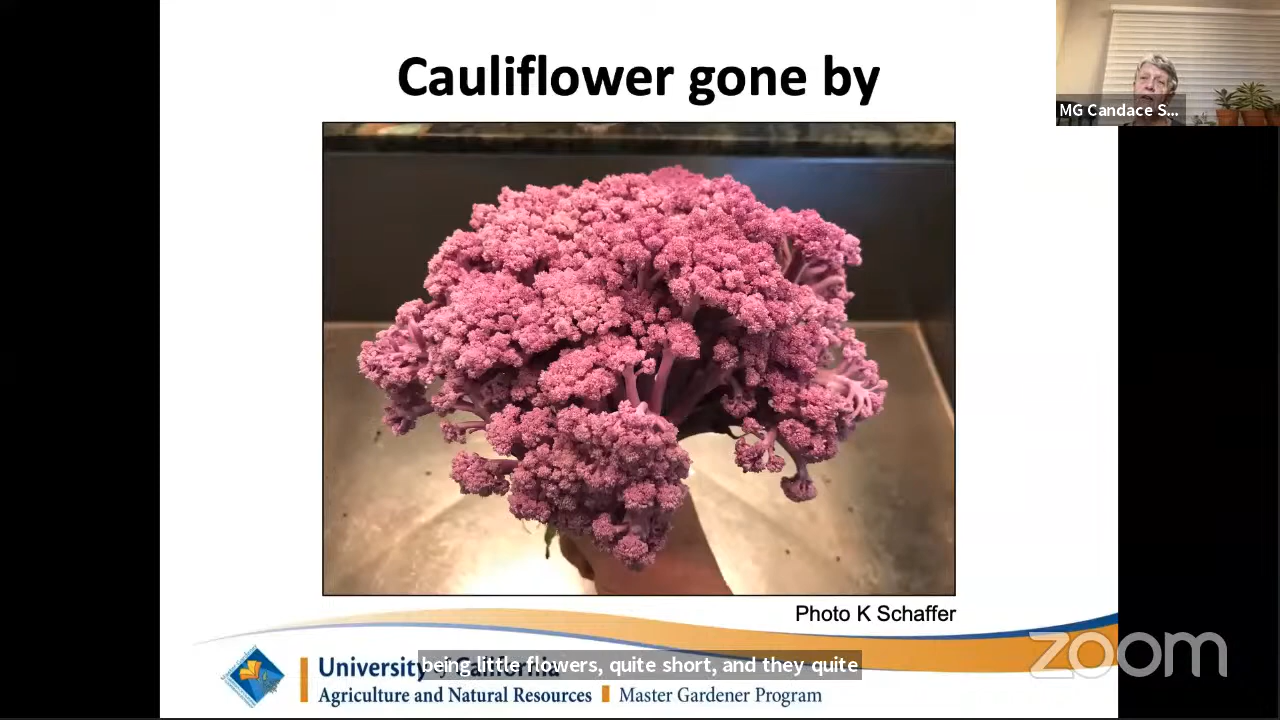 Cauliflower gone by
MG Candace S...
Photo K Schaffer
University of California
being little flowers, quite short, and they quite
Agriculture and Natural Resources Master Gardener Program
zoom